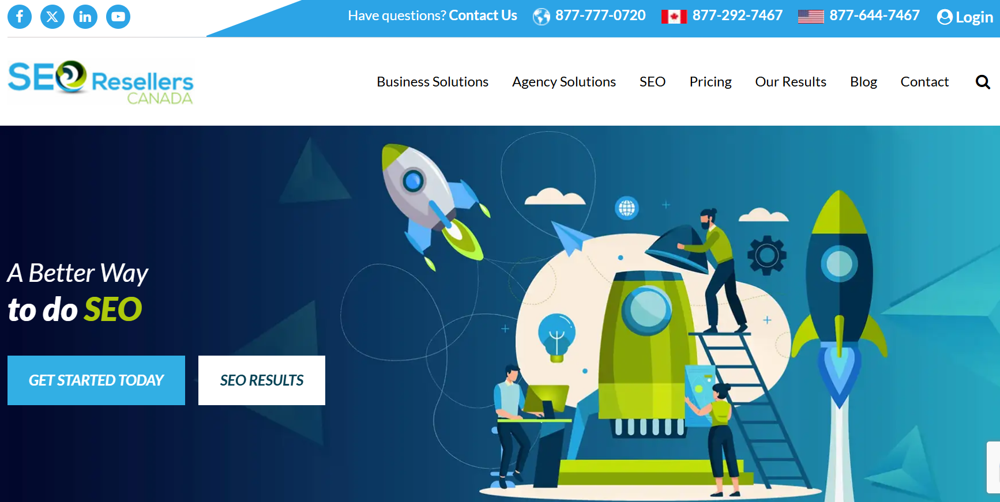 Have questions? Contact Us 877-777-0720 877-292-7467 877-644-7467 Login
SEO Resellers
CANADA
Business Solutions Agency Solutions SEO Pricing Our Results Blog Contact
A Better Way
to do SEO
GET STARTED TODAY SEO RESULTS